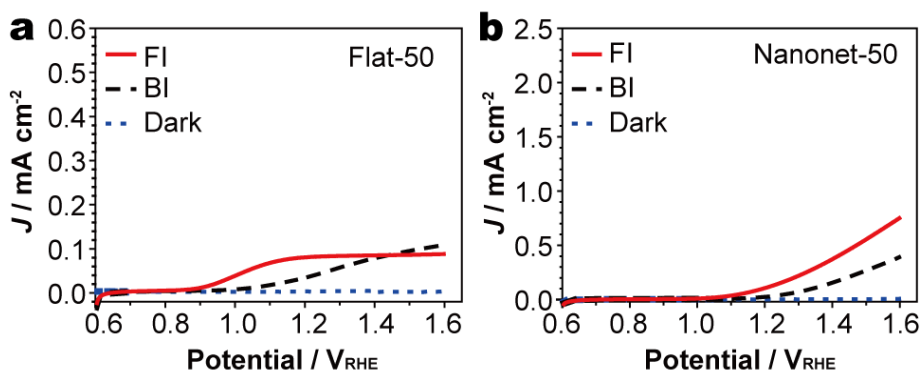 a
0.6
0.5
0.4
0.3
0.2
0.1
0.0
J / mA cm⁻²
FI
BI
Dark
Flat-50
0.6 0.8 1.0 1.2 1.4 1.6
Potential / VRHE
b
2.5
2.0
1.5
1.0
0.5
0.0
J / mA cm⁻²
FI
BI
Dark
Nanonet-50
0.6 0.8 1.0 1.2 1.4 1.6
Potential / VRHE